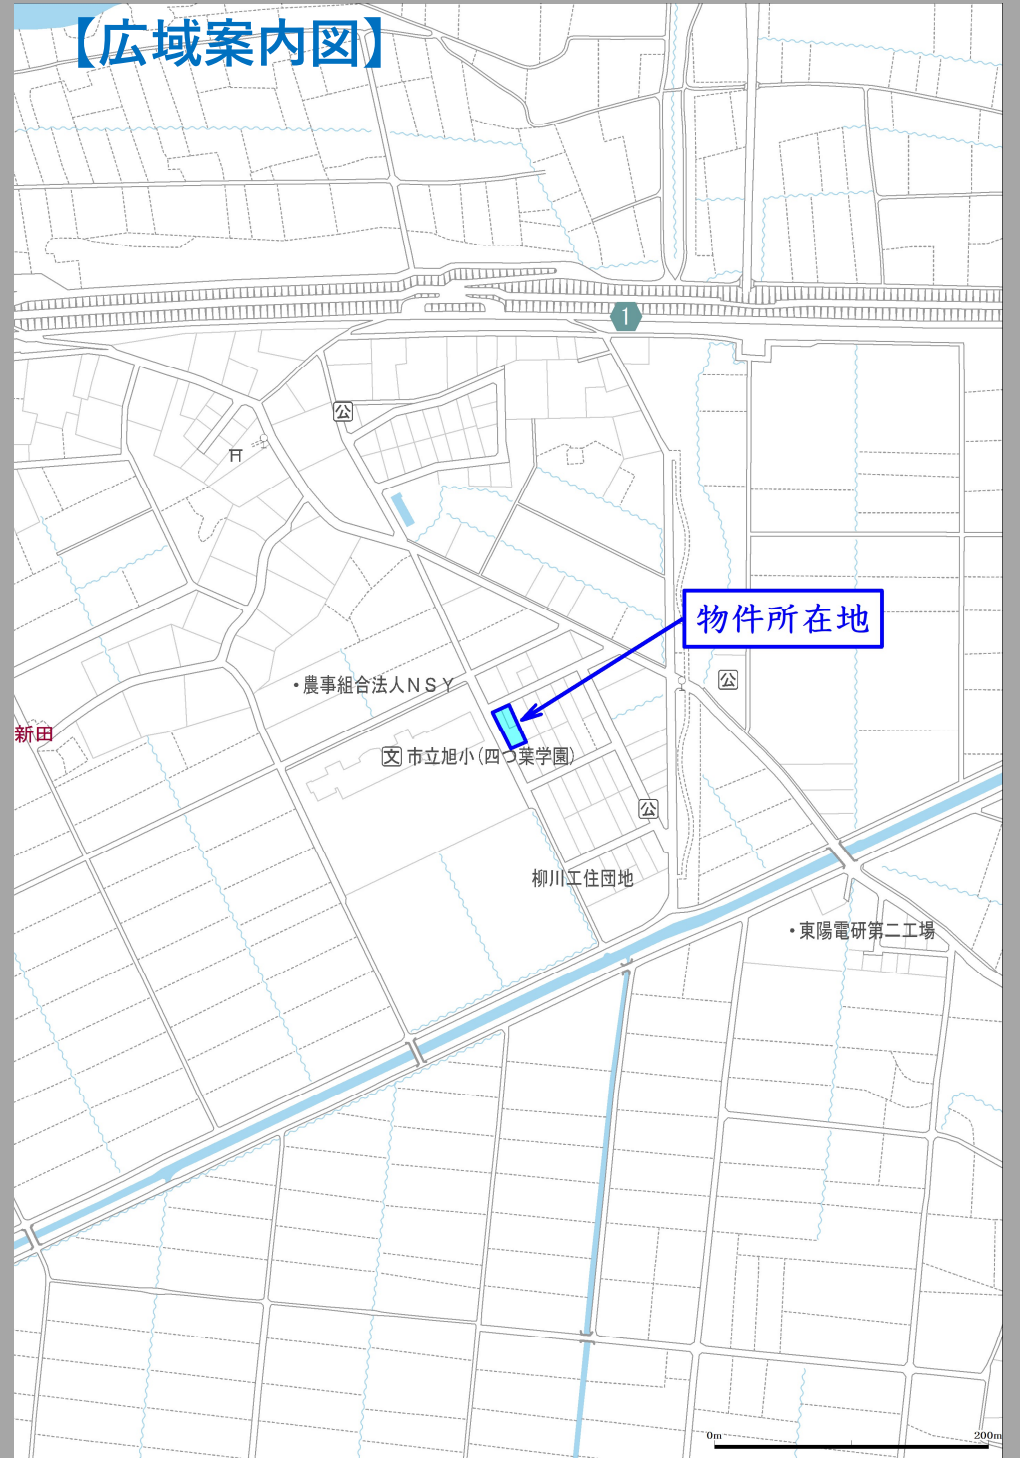 【広域案内図】
1
公
物件所在地
公
・農事組合法人NSY
新田
文 市立旭小(四つ葉学園)
公
柳川工住団地
・東陽電研第二工場
0m 200m